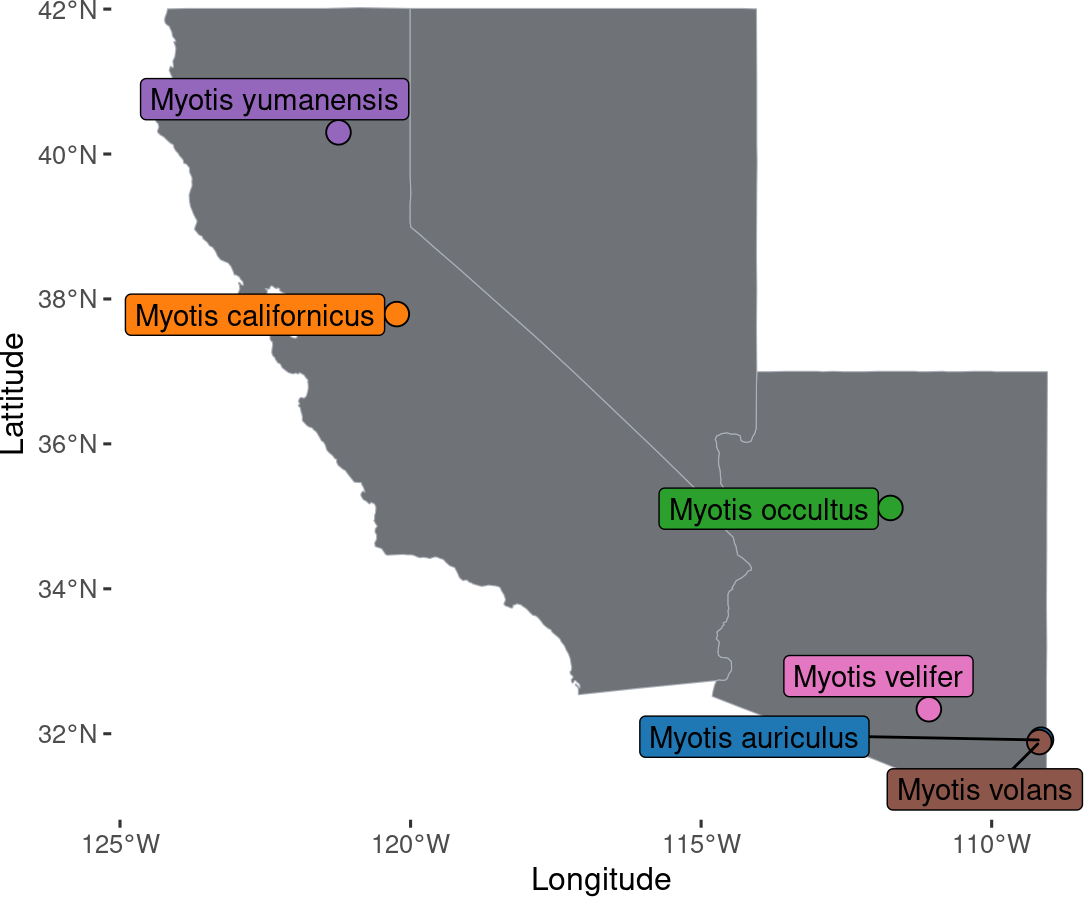 42°N
Myotis yumanensis
40°N
38°N
Myotis californicus
Lattitude
36°N
Myotis occultus
34°N
Myotis velifer
32°N
Myotis auriculus
Myotis volans
125°W
120°W
115°W
110°W
Longitude